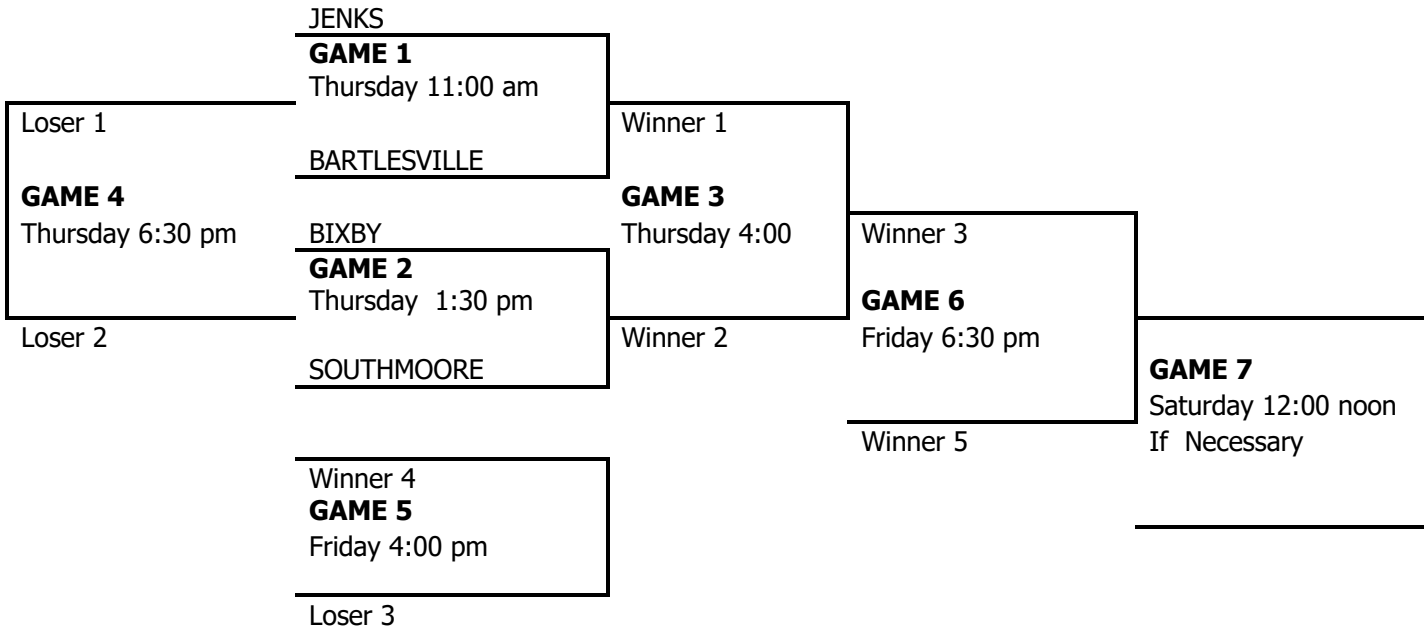 JENKS
GAME 1
Thursday 11:00 am
Loser 1
Winner 1
BARTLESVILLE
GAME 4
GAME 3
Thursday 6:30 pm
BIXBY
Thursday 4:00
Winner 3
GAME 2
Thursday 1:30 pm
GAME 6
Loser 2
Winner 2
Friday 6:30 pm
SOUTHMOORE
GAME 7
Saturday 12:00 noon
Winner 5
If Necessary
Winner 4
GAME 5
Friday 4:00 pm
Loser 3